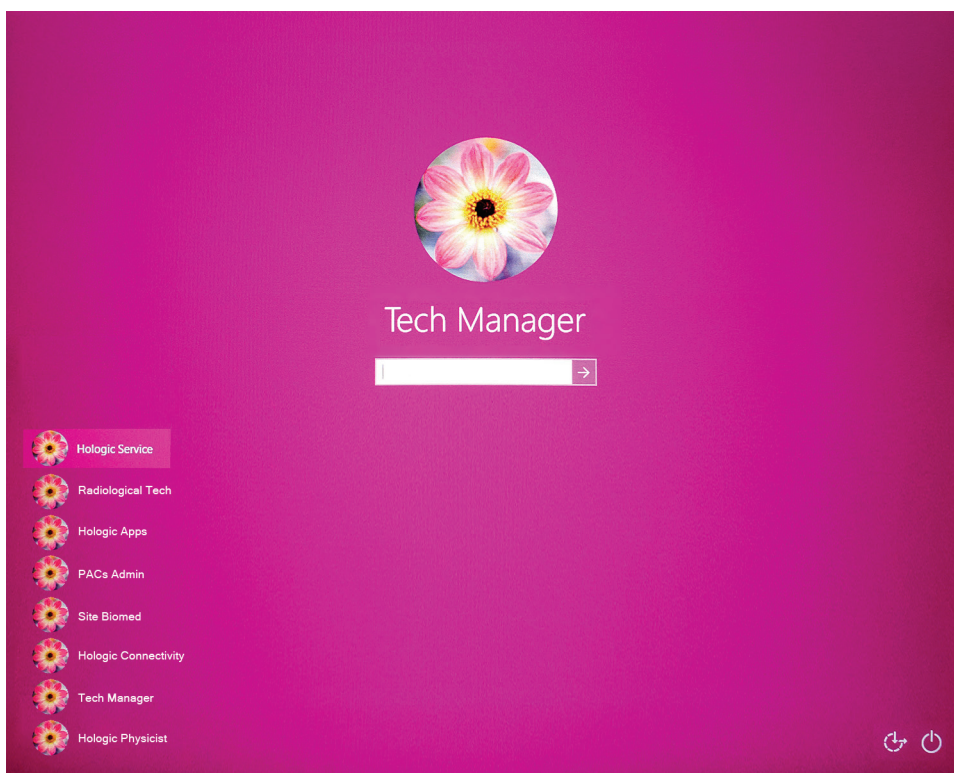 Tech Manager
Hologic Service
Radiological Tech
Hologic Apps
PACs Admin
Site Biomed
Hologic Connectivity
Tech Manager
Hologic Physicist